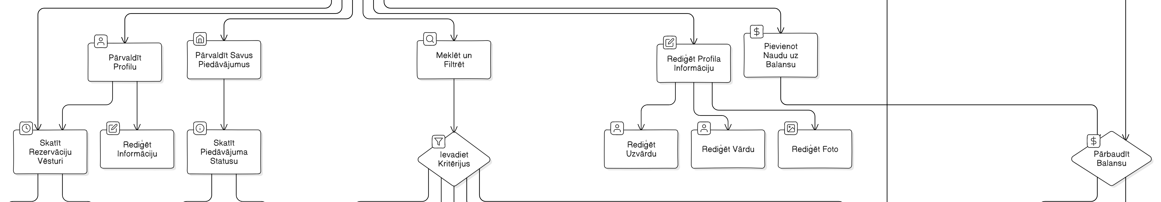 Pārvaldīt
Profilu
Pārvaldīt Savus
Piedāvājumus
Meklēt un
Filtrēt
Rediģēt Profila
Informāciju
Pievienot
Naudu uz
Balansu
Skatīt
Rezervāciju
Vēsturi
Rediģēt
Informāciju
Skatīt
Piedāvājuma
Statusu
Ievadiet
Kritērijus
Rediģēt
Uzvārdu
Rediģēt Vārdu
Rediģēt Foto
Pārbaudīt
Balansu